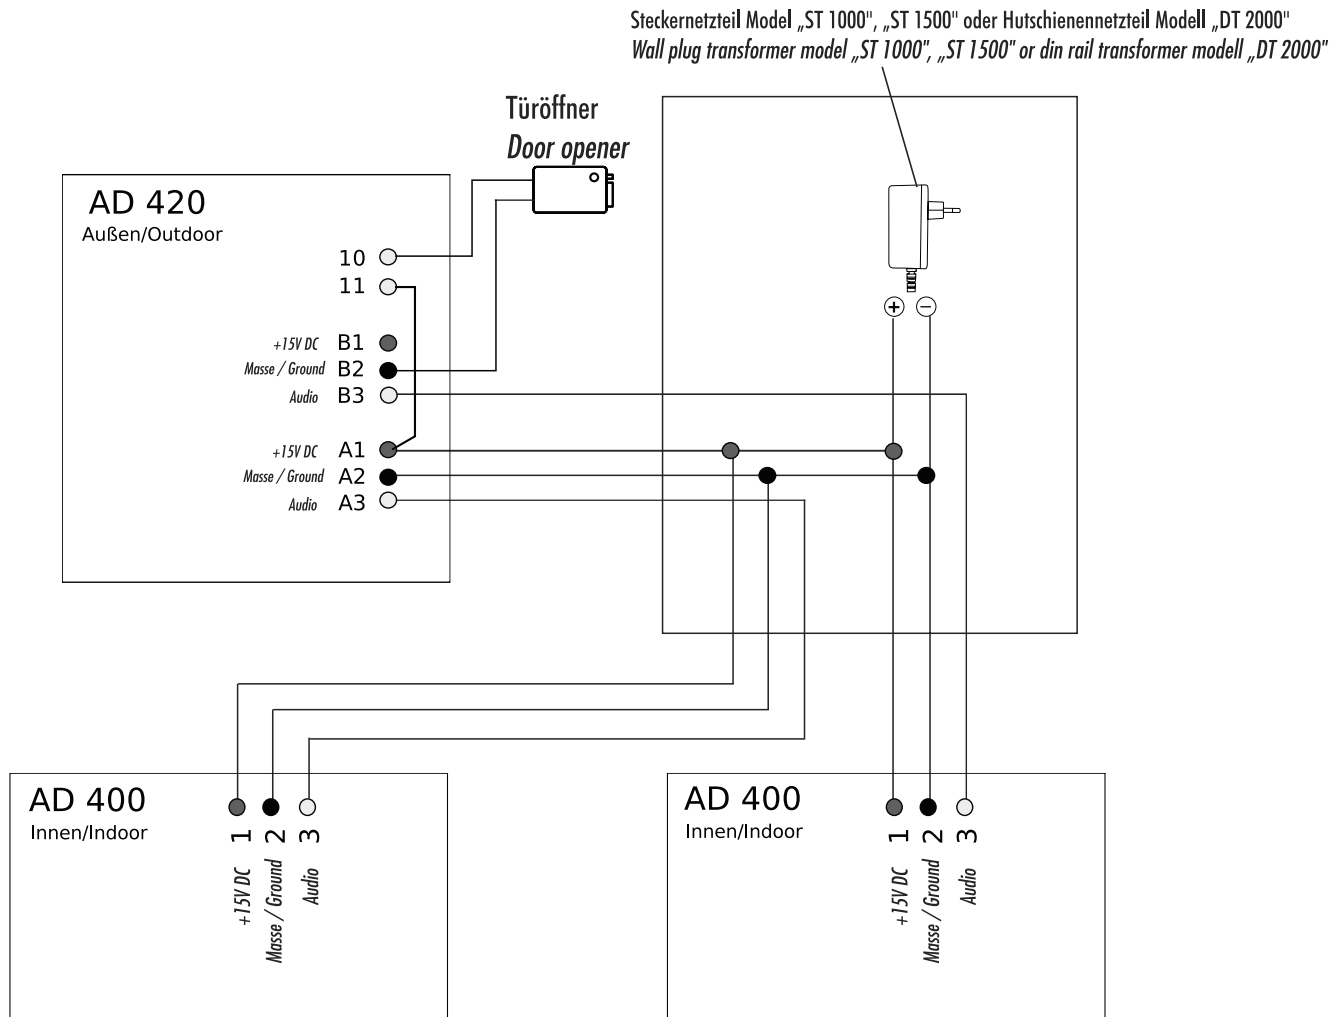 Steckernetzteil Model „ST 1000", „ST 1500" oder Hutschienennetzteil Modell „DT 2000"
Wall plug transformer model „ST 1000", „ST 1500" or din rail transformer modell „DT 2000"
Türöffner
Door opener
AD 420
Außen/Outdoor
10
11
+15V DC B1
Masse / Ground B2
Audio B3
+15V DC A1
Masse / Ground A2
Audio A3
+ −
AD 400
Innen/Indoor
1 2 3
+15V DC
Masse / Ground
Audio
AD 400
Innen/Indoor
1 2 3
+15V DC
Masse / Ground
Audio